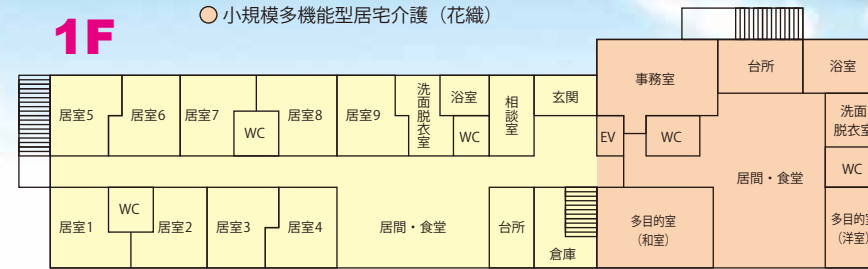 1F
小規模多機能型居宅介護（花織）
居室5
居室6
居室7
WC
居室8
居室9
洗面脱衣室
浴室
WC
相談室
玄関
事務室
台所
浴室
EV
WC
居間・食堂
洗面
脱衣室
WC
居室1
WC
居室2
居室3
居室4
居間・食堂
台所
倉庫
多目的室
（和室）
多目的室
（洋室）